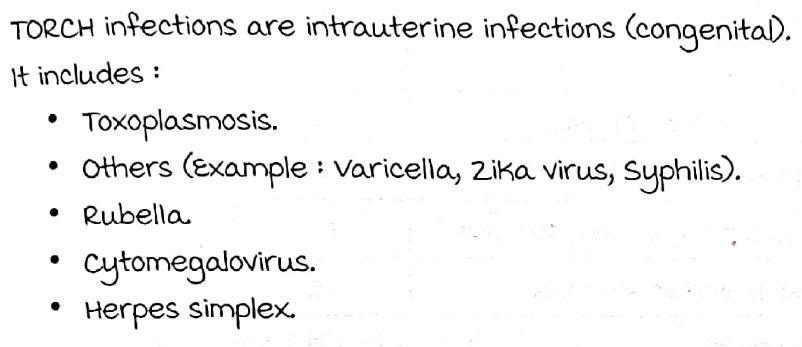 TORCH infections are intrauterine infections (congenital).
It includes :
• Toxoplasmosis.
• Others (Example : Varicella, Zika virus, Syphilis).
• Rubella.
• Cytomegalovirus.
• Herpes simplex.